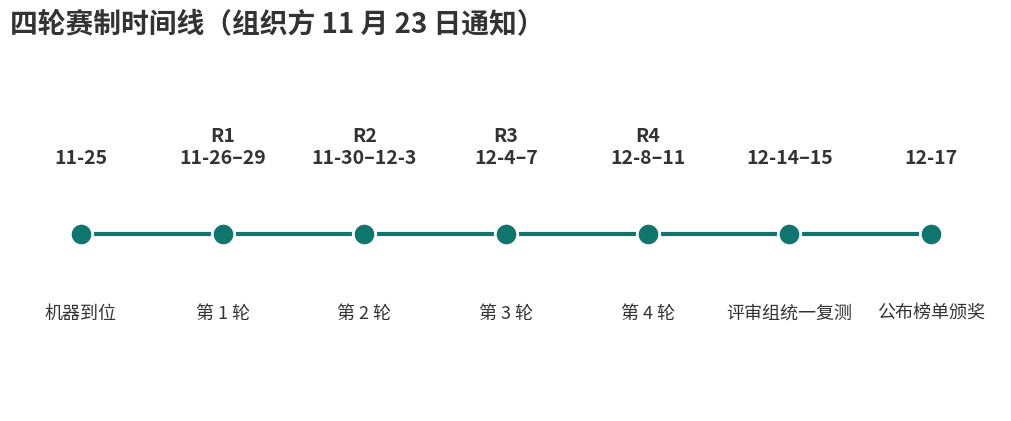 四轮赛制时间线（组织方 11 月 23 日通知）
11-25
R1
11-26–29
R2
11-30–12-3
R3
12-4–7
R4
12-8–11
12-14–15
12-17
机器到位
第 1 轮
第 2 轮
第 3 轮
第 4 轮
评审组统一复测
公布榜单颁奖